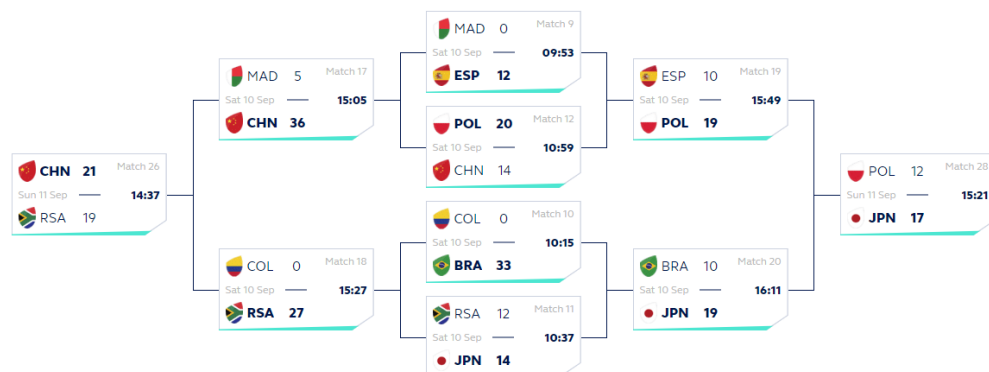 MAD 0 Match 9
Sat 10 Sep 09:53
ESP 12
MAD 5 Match 17
Sat 10 Sep 15:05
CHN 36
ESP 10 Match 19
Sat 10 Sep 15:49
POL 19
POL 20 Match 12
Sat 10 Sep 10:59
CHN 14
CHN 21 Match 26
Sun 11 Sep 14:37
RSA 19
POL 12 Match 28
Sun 11 Sep 15:21
JPN 17
COL 0 Match 10
Sat 10 Sep 10:15
BRA 33
COL 0 Match 18
Sat 10 Sep 15:27
RSA 27
BRA 10 Match 20
Sat 10 Sep 16:11
JPN 19
RSA 12 Match 11
Sat 10 Sep 10:37
JPN 14